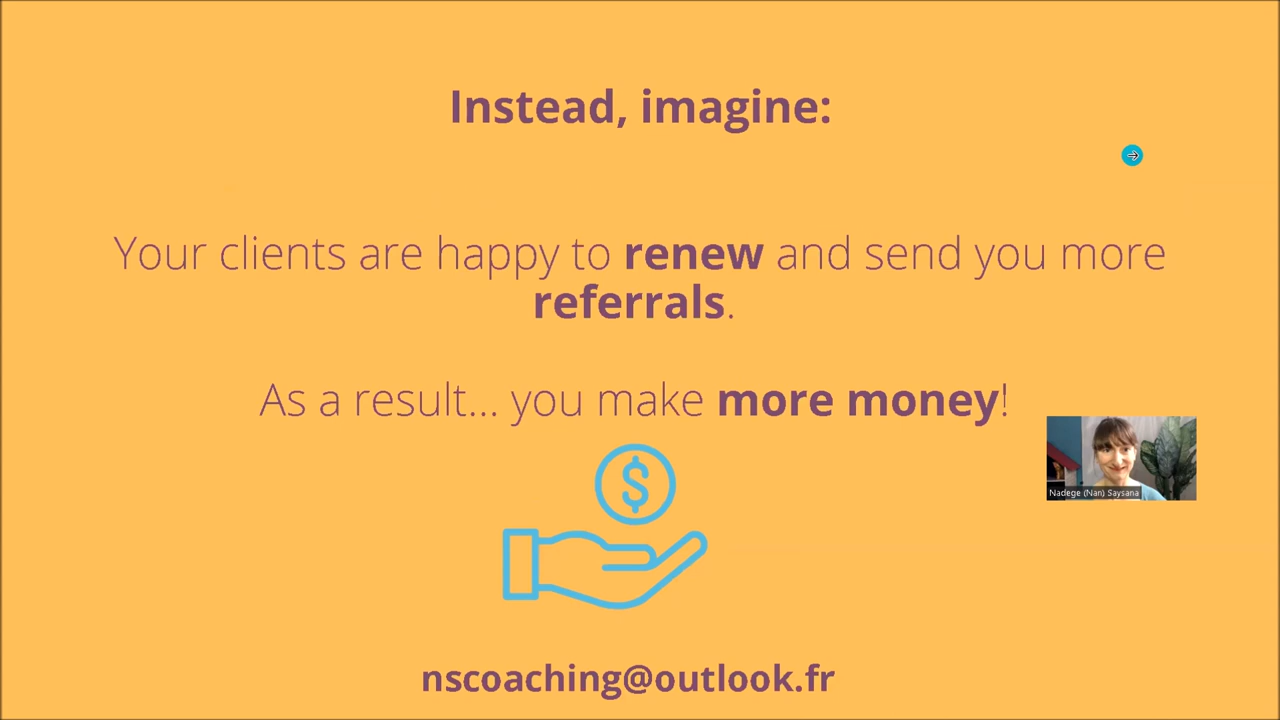 Instead, imagine:
Your clients are happy to renew and send you more
referrals.
As a result... you make more money!
$
Nadege (Nan) Saysana
nscoaching@outlook.fr